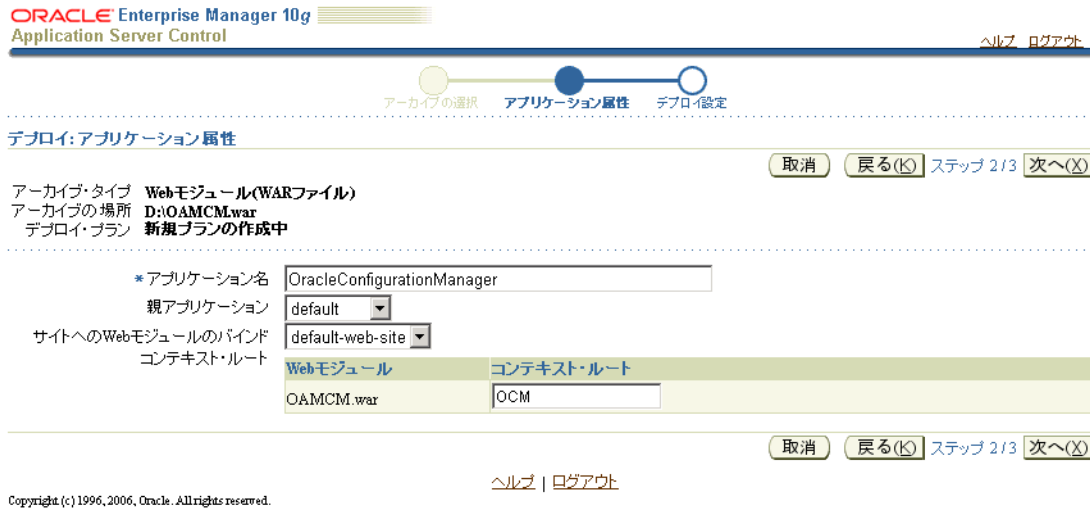 ORACLE Enterprise Manager 10g
Application Server Control
ヘルプ ログアウト
アーカイブの選択 アプリケーション属性 デプロイ設定
デプロイ: アプリケーション属性
取消 戻る(K) ステップ 2/3 次へ(X)
アーカイブ・タイプ Webモジュール(WARファイル)
アーカイブの場所 D:\OAMCM.war
デプロイ・プラン 新規プランの作成中
* アプリケーション名 OracleConfigurationManager
親アプリケーション default
サイトへのWebモジュールのバインド default-web-site
コンテキスト・ルート
Webモジュール コンテキスト・ルート
OAMCM.war OCM
取消 戻る(K) ステップ 2/3 次へ(X)
ヘルプ | ログアウト
Copyright (c) 1996, 2006, Oracle. All rights reserved.